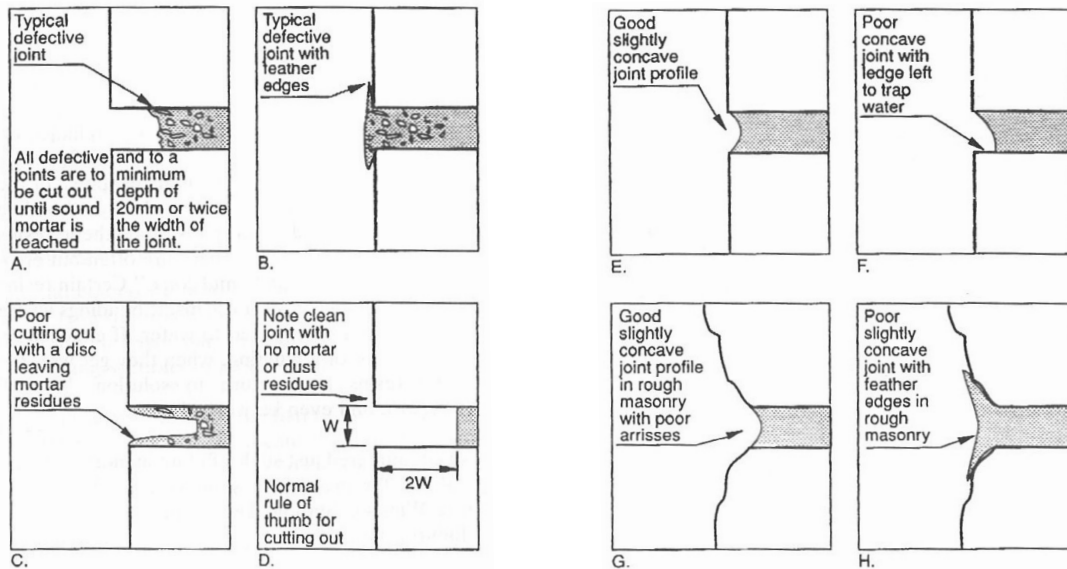 Typical
defective
joint
All defective
joints are to
be cut out
until sound
mortar is
reached
and to a
minimum
depth of
20mm or twice
the width of
the joint.
A.
Typical
defective
joint with
feather
edges
B.
Poor
cutting out
with a disc
leaving
mortar
residues
C.
Note clean
joint with
no mortar
or dust
residues
W
2W
Normal
rule of
thumb for
cutting out
D.
Good
slightly
concave
joint profile
E.
Poor
concave
joint with
ledge left
to trap
water
F.
Good
slightly
concave
joint profile
in rough
masonry
with poor
arrisses
G.
Poor
slightly
concave
joint with
feather
edges in
rough
masonry
H.